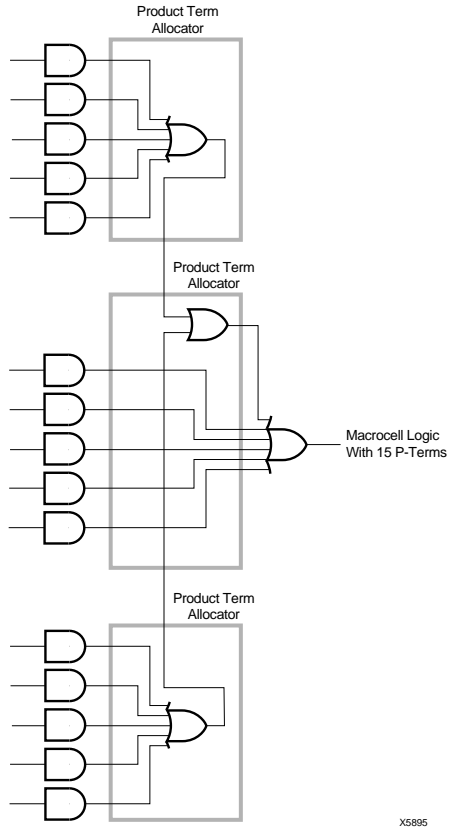 Product Term
Allocator
Product Term
Allocator
Macrocell Logic
With 15 P-Terms
Product Term
Allocator
X5895